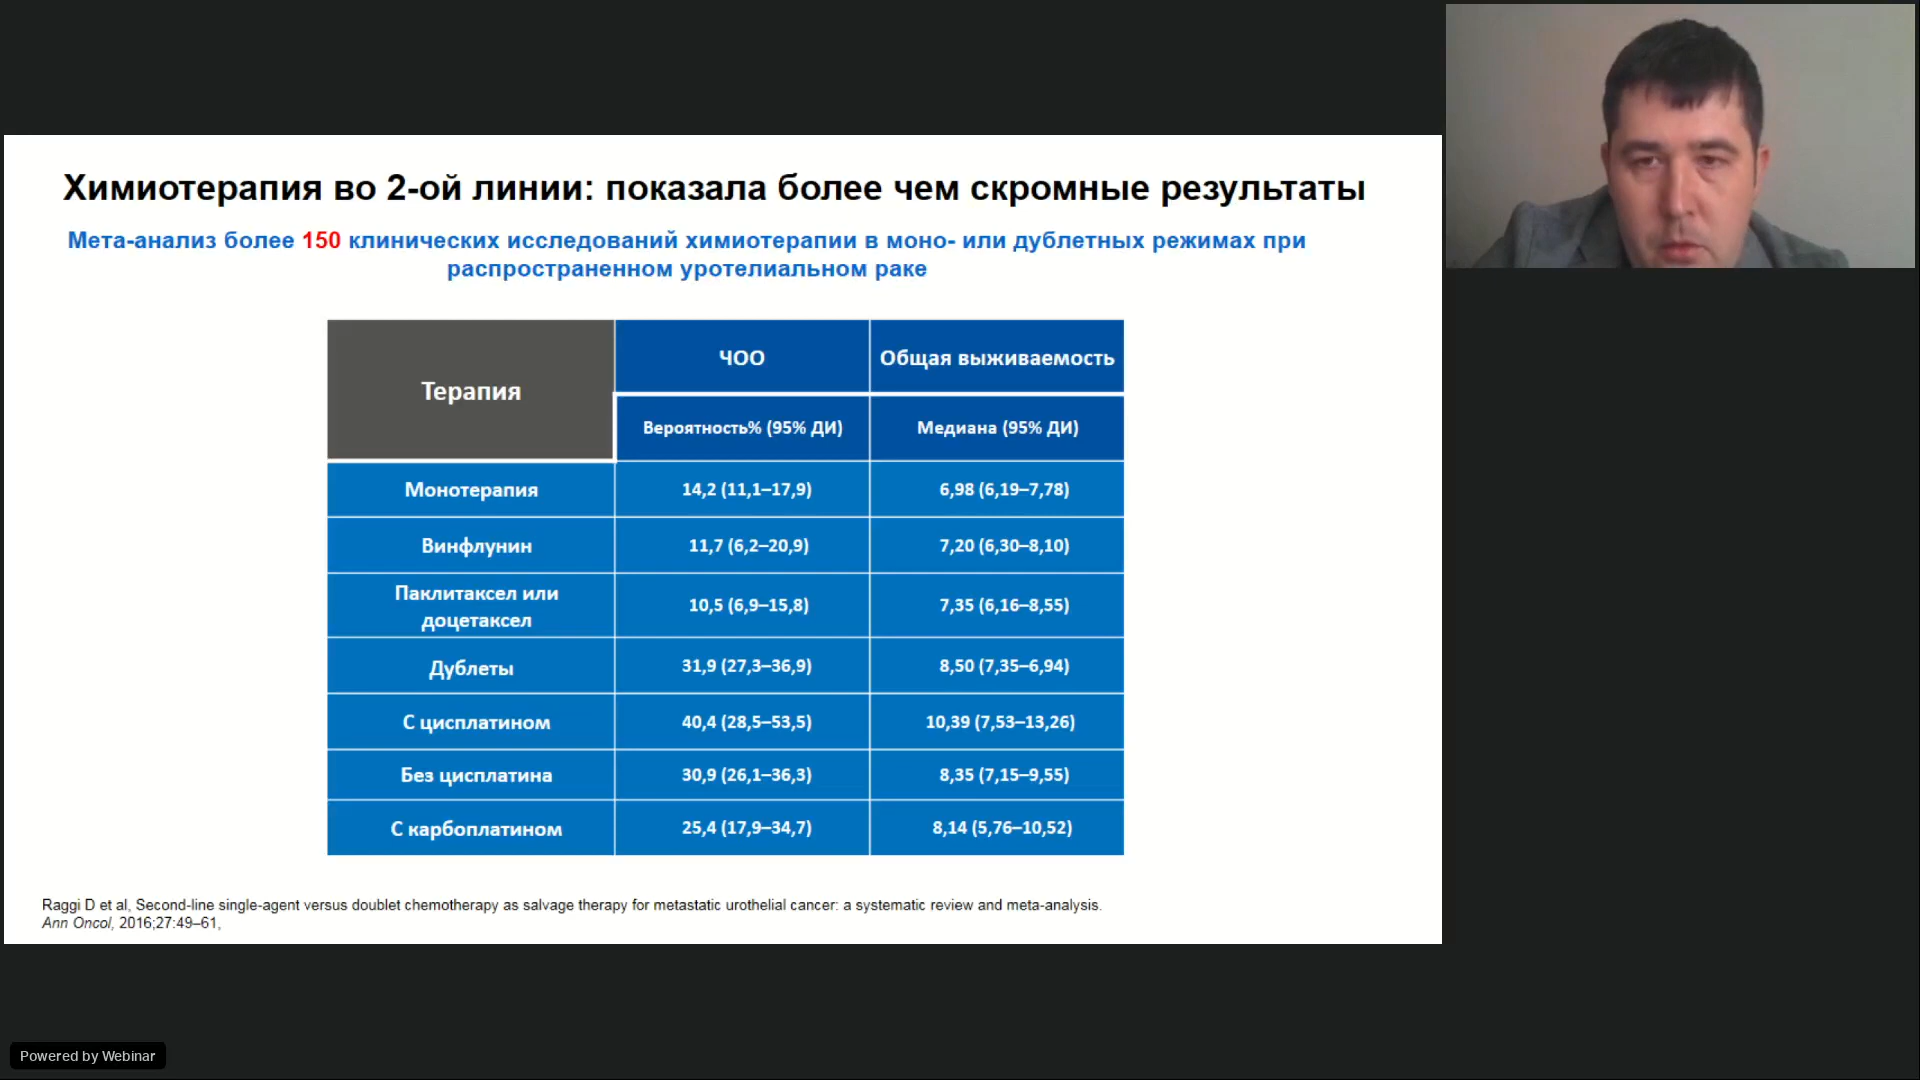 Химиотерапия во 2-ой линии: показала более чем скромные результаты
Мета-анализ более 150 клинических исследований химиотерапии в моно- или дублетных режимах при
распространенном уротелиальном раке
Терапия
ЧОО
Общая выживаемость
Вероятность% (95% ДИ)
Медиана (95% ДИ)
Монотерапия
14,2 (11,1–17,9)
6,98 (6,19–7,78)
Винфлунин
11,7 (6,2–20,9)
7,20 (6,30–8,10)
Паклитаксел или
доцетаксел
10,5 (6,9–15,8)
7,35 (6,16–8,55)
Дублеты
31,9 (27,3–36,9)
8,50 (7,35–6,94)
С цисплатином
40,4 (28,5–53,5)
10,39 (7,53–13,26)
Без цисплатина
30,9 (26,1–36,3)
8,35 (7,15–9,55)
С карбоплатином
25,4 (17,9–34,7)
8,14 (5,76–10,52)
Raggi D et al, Second-line single-agent versus doublet chemotherapy as salvage therapy for metastatic urothelial cancer: a systematic review and meta-analysis.
Ann Oncol, 2016;27:49–61,
Powered by Webinar